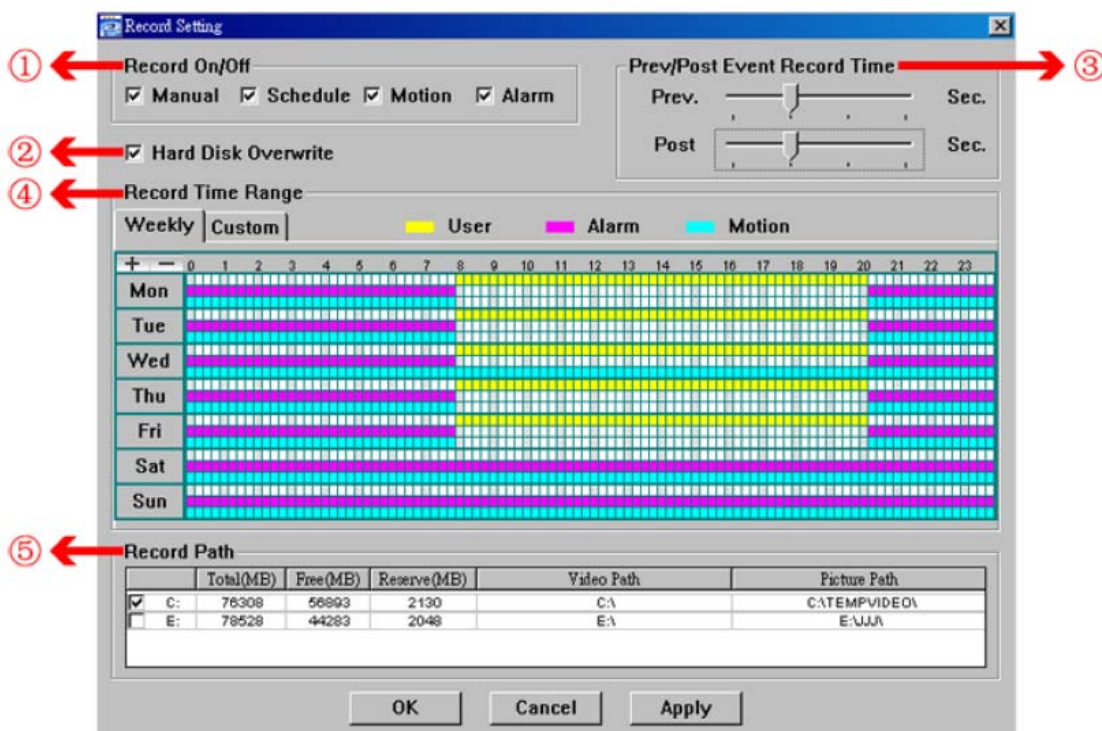 Record Setting
① Record On/Off
Manual Schedule Motion Alarm
Prev/Post Event Record Time ③
Prev. Sec.
Post Sec.
② Hard Disk Overwrite
④ Record Time Range
Weekly Custom User Alarm Motion
+ - 0 1 2 3 4 5 6 7 8 9 10 11 12 13 14 15 16 17 18 19 20 21 22 23
Mon
Tue
Wed
Thu
Fri
Sat
Sun
⑤ Record Path
Total(MB) Free(MB) Reserve(MB) Video Path Picture Path
C: 76308 56893 2130 C:\ C:\TEMPVIDEO\
E: 78528 44283 2048 E:\ E:\JJJ\
OK Cancel Apply